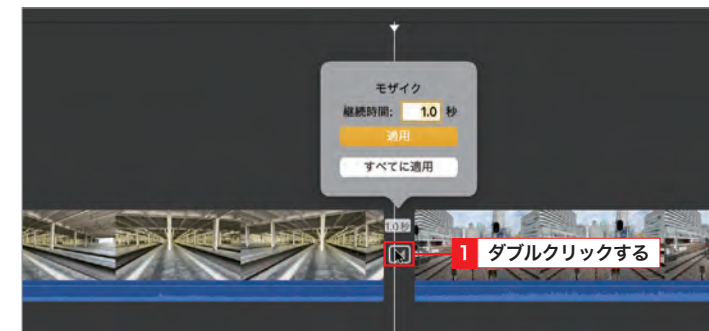 モザイク
継続時間: 1.0 秒
適用
すべてに適用
1.0秒
1 ダブルクリックする